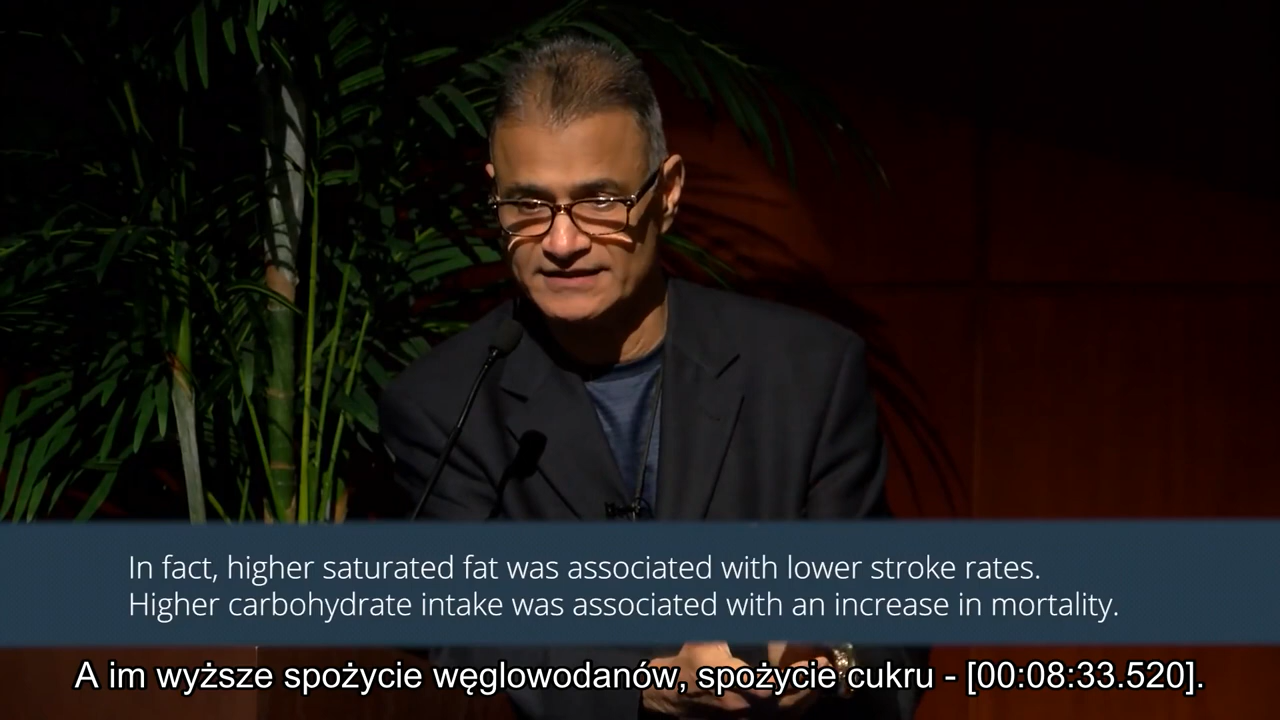 In fact, higher saturated fat was associated with lower stroke rates.
Higher carbohydrate intake was associated with an increase in mortality.
A im wyższe spożycie węglowodanów, spożycie cukru - [00:08:33.520].